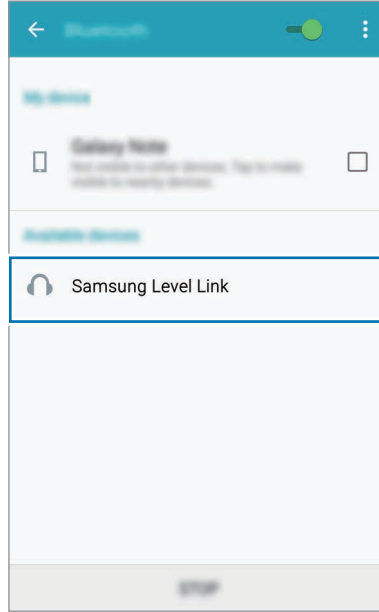 Bluetooth
My device
Galaxy Note
Not visible to other devices. Tap to make
visible to nearby devices.
Available devices
Samsung Level Link
STOP